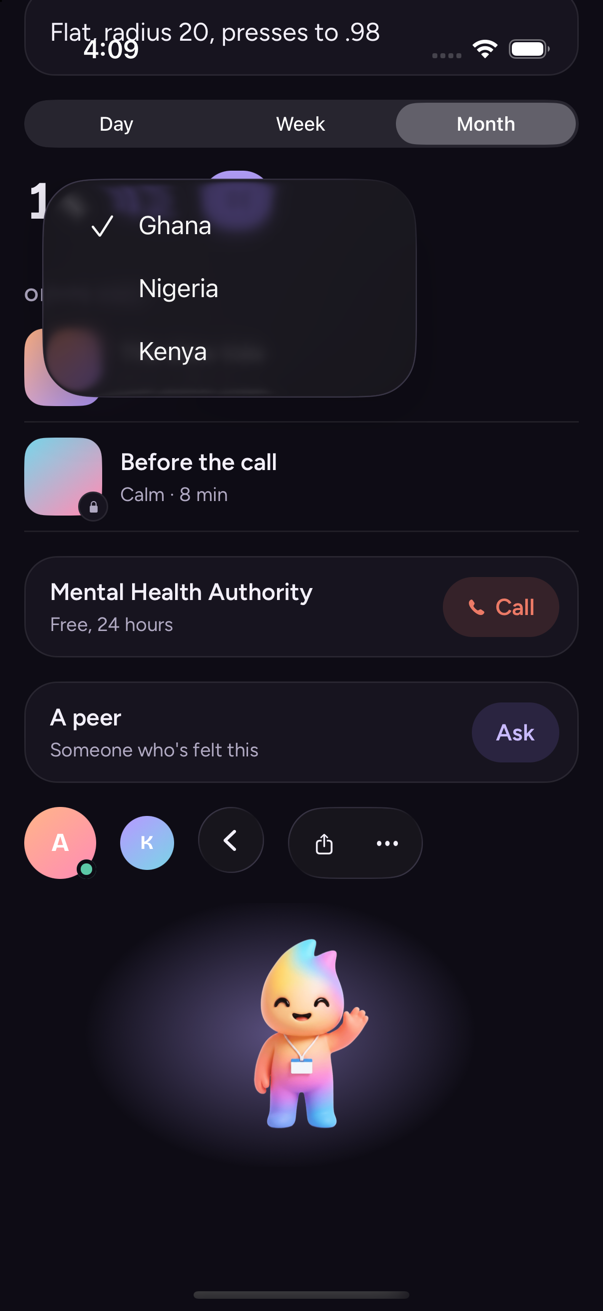 Flat, radius 20, presses to .98
4:09
Day
Week
Month
Ghana
Nigeria
Kenya
Before the call
Calm · 8 min
Mental Health Authority
Free, 24 hours
Call
A peer
Someone who's felt this
Ask
A
K